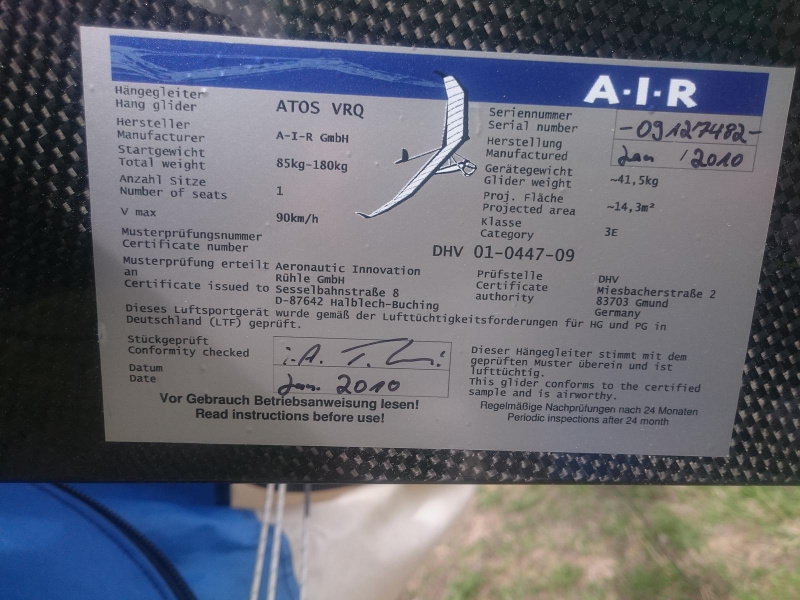 A·I·R
Hängegleiter
Hang glider
ATOS VRQ
Hersteller
Manufacturer
A-I-R GmbH
Startgewicht
Total weight
85kg-180kg
Anzahl Sitze
Number of seats
1
V max
90km/h
Seriennummer
Serial number
-09127482-
Herstellung
Manufactured
Jan / 2010
Gerätegewicht
Glider weight
~41,5kg
Proj. Fläche
Projected area
~14,3m²
Klasse
Category
3E
Musterprüfungsnummer
Certificate number
DHV 01-0447-09
Musterprüfung erteilt
an
Certificate issued to
Aeronautic Innovation
Rühle GmbH
Sesselbahnstraße 8
D-87642 Halblech-Buching
Prüfstelle
Certificate
authority
DHV
Miesbacherstraße 2
83703 Gmund
Germany
Dieses Luftsportgerät wurde gemäß der Lufttüchtigkeitsforderungen für HG und PG in
Deutschland (LTF) geprüft.
Stückgeprüft
Conformity checked
i.A.
Datum
Date
Jan. 2010
Dieser Hängegleiter stimmt mit dem
geprüften Muster überein und ist
lufttüchtig.
This glider conforms to the certified
sample and is airworthy.
Vor Gebrauch Betriebsanweisung lesen!
Read instructions before use!
Regelmäßige Nachprüfungen nach 24 Monaten
Periodic inspections after 24 month